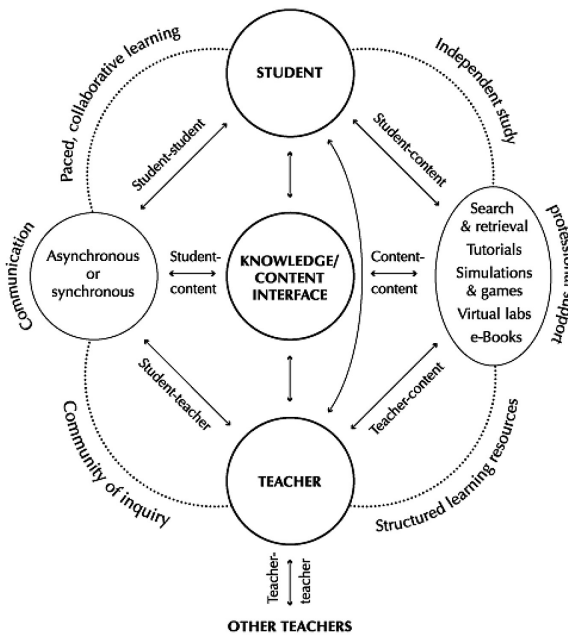 Paced, collaborative learning
STUDENT
Independent study
Student-student
Student-content
Communication
Asynchronous
or
synchronous
Student-
content
KNOWLEDGE/
CONTENT
INTERFACE
Content-
content
Search
& retrieval
Tutorials
Simulations
& games
Virtual labs
e-Books
professional support
Student-teacher
Teacher-content
Community of inquiry
TEACHER
Structured learning resources
Teacher-
teacher
OTHER TEACHERS